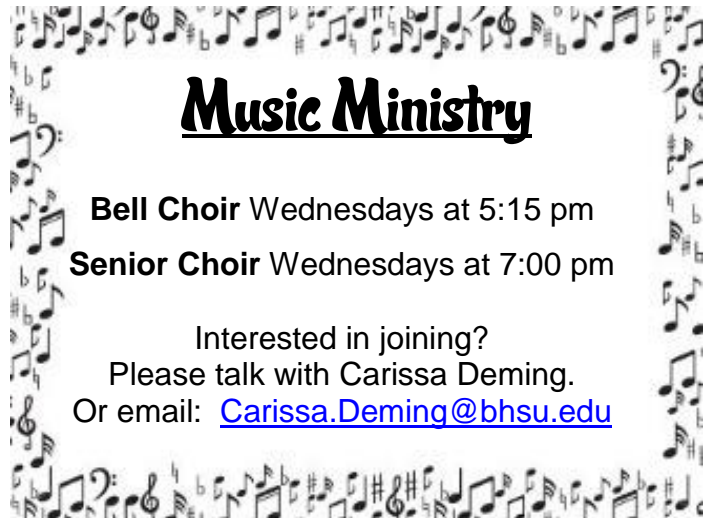 Music Ministry
Bell Choir Wednesdays at 5:15 pm
Senior Choir Wednesdays at 7:00 pm
Interested in joining?
Please talk with Carissa Deming.
Or email: Carissa.Deming@bhsu.edu